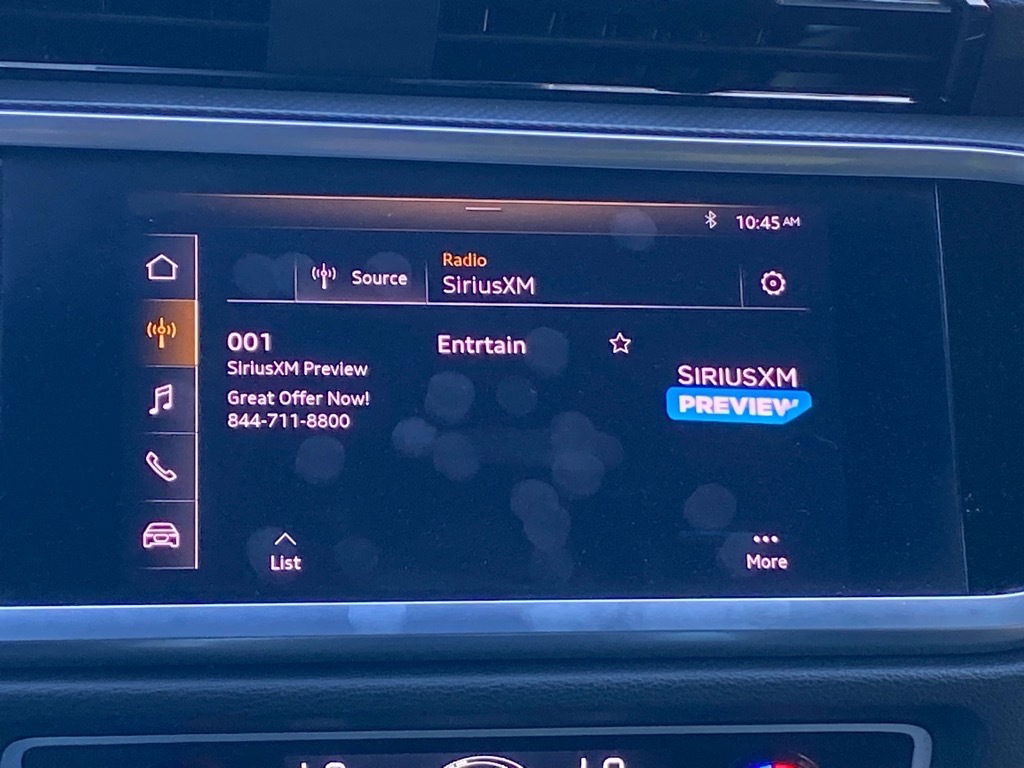 10:45 AM
Source
Radio
SiriusXM
001
Entrtain
SiriusXM Preview
Great Offer Now!
844-711-8800
SIRIUSXM
PREVIEW
List
More